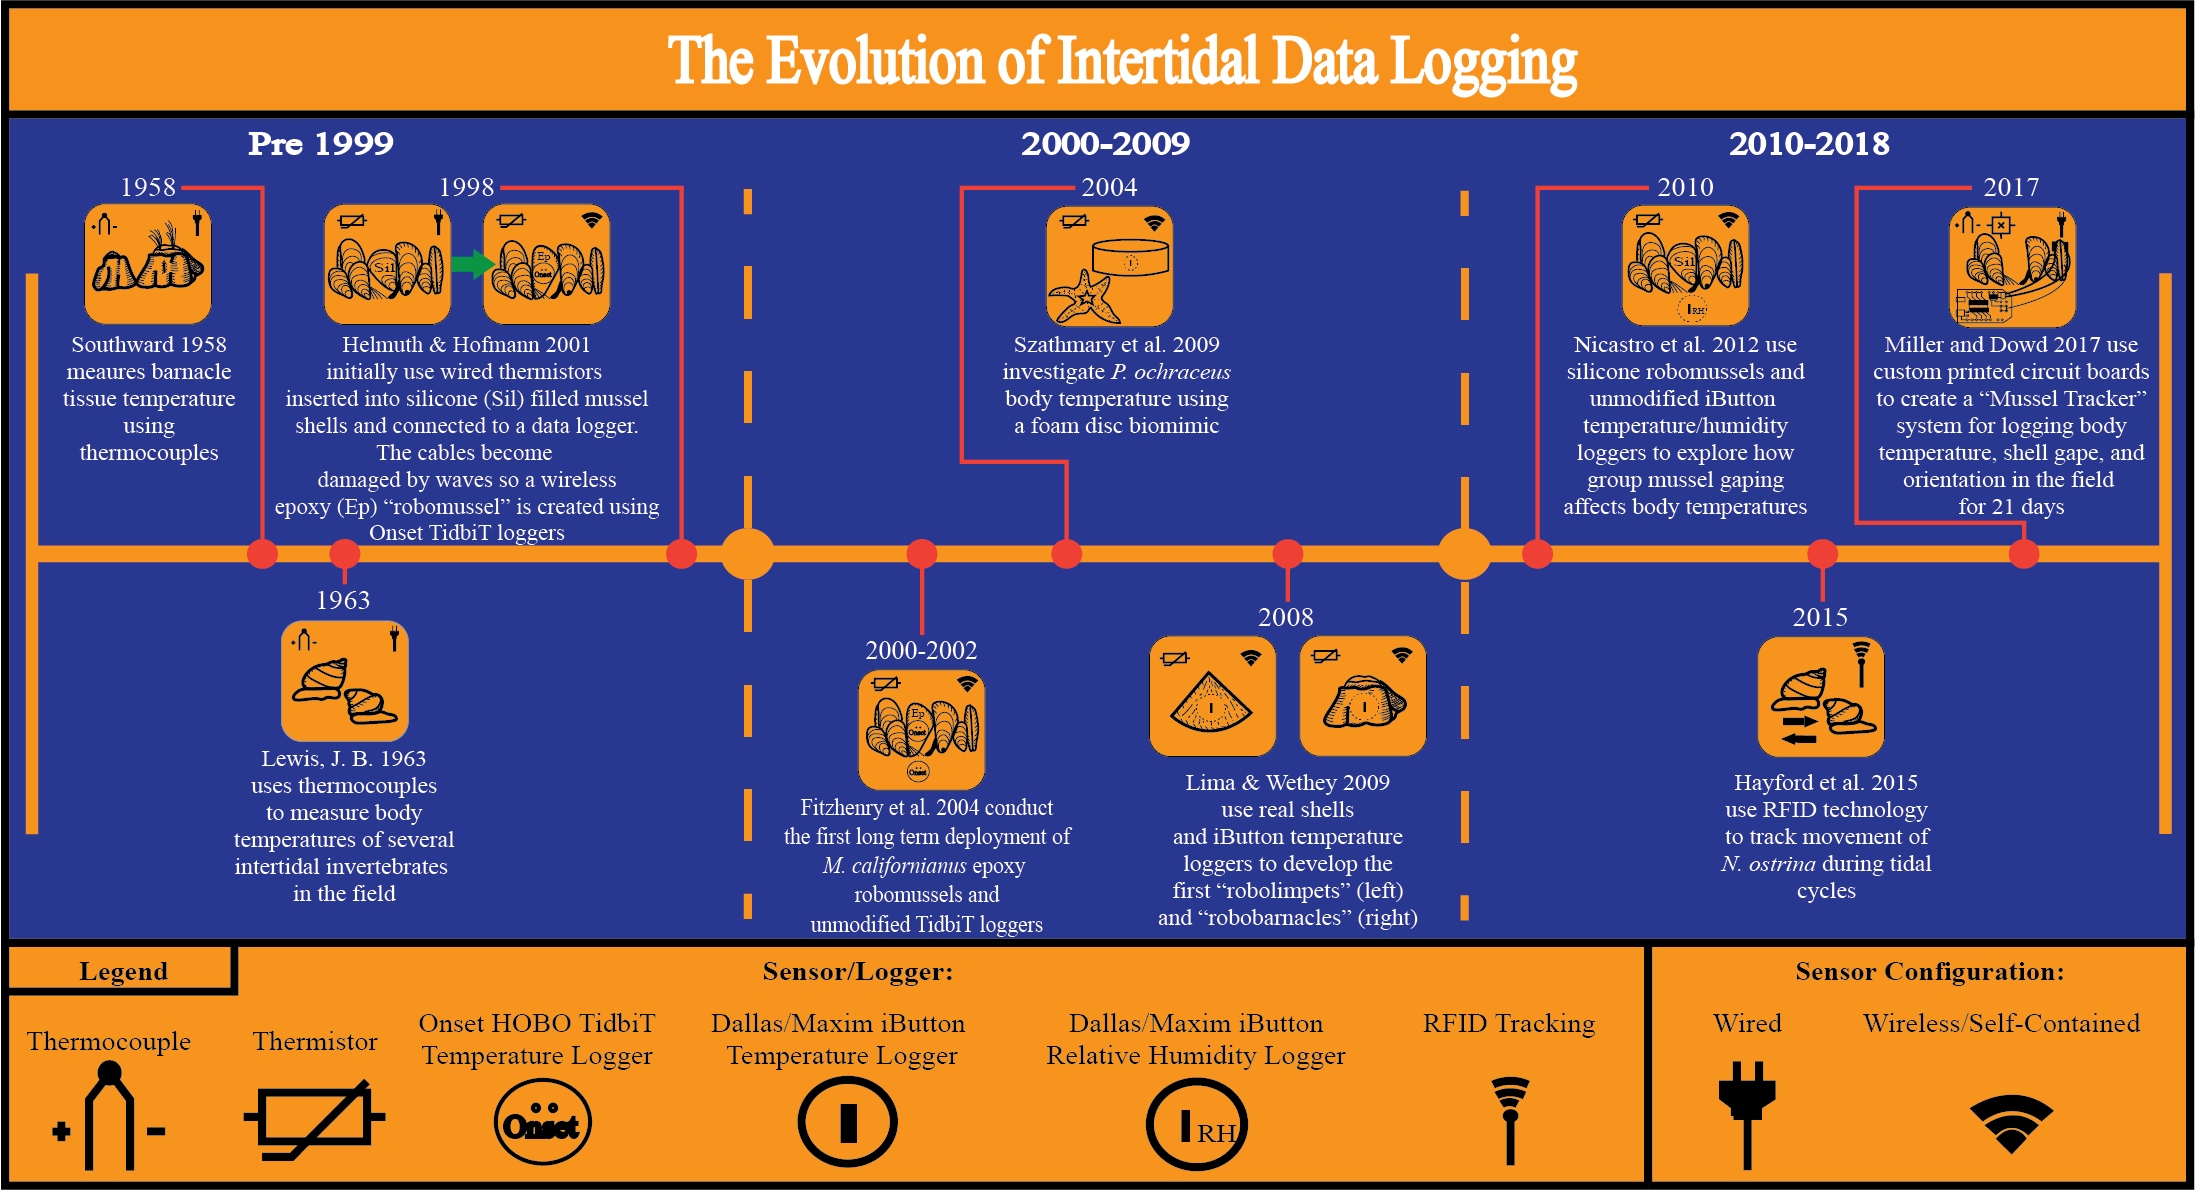 The Evolution of Intertidal Data Logging
Pre 1999
1958
Southward 1958
meaures barnacle
tissue temperature
using
thermocouples
1998
Sil
Ep
Onset
Helmuth & Hofmann 2001
initially use wired thermistors
inserted into silicone (Sil) filled mussel
shells and connected to a data logger.
The cables become
damaged by waves so a wireless
epoxy (Ep) “robomussel” is created using
Onset TidbiT loggers
1963
Lewis, J. B. 1963
uses thermocouples
to measure body
temperatures of several
intertidal invertebrates
in the field
2000-2009
2004
I
Szathmary et al. 2009
investigate P. ochraceus
body temperature using
a foam disc biomimic
2000-2002
Ep
Onset
Onset
Fitzhenry et al. 2004 conduct
the first long term deployment of
M. californianus epoxy
robomussels and
unmodified TidbiT loggers
2008
I
I
Lima & Wethey 2009
use real shells
and iButton temperature
loggers to develop the
first “robolimpets” (left)
and “robobarnacles” (right)
2010-2018
2010
Sil
I RH
Nicastro et al. 2012 use
silicone robomussels and
unmodified iButton
temperature/humidity
loggers to explore how
group mussel gaping
affects body temperatures
2017
Miller and Dowd 2017 use
custom printed circuit boards
to create a “Mussel Tracker”
system for logging body
temperature, shell gape, and
orientation in the field
for 21 days
2015
Hayford et al. 2015
use RFID technology
to track movement of
N. ostrina during tidal
cycles
Legend
Sensor/Logger:
Thermocouple
+ -
Thermistor
Onset HOBO TidbiT
Temperature Logger
Onset
Dallas/Maxim iButton
Temperature Logger
I
Dallas/Maxim iButton
Relative Humidity Logger
I RH
RFID Tracking
Sensor Configuration:
Wired
Wireless/Self-Contained